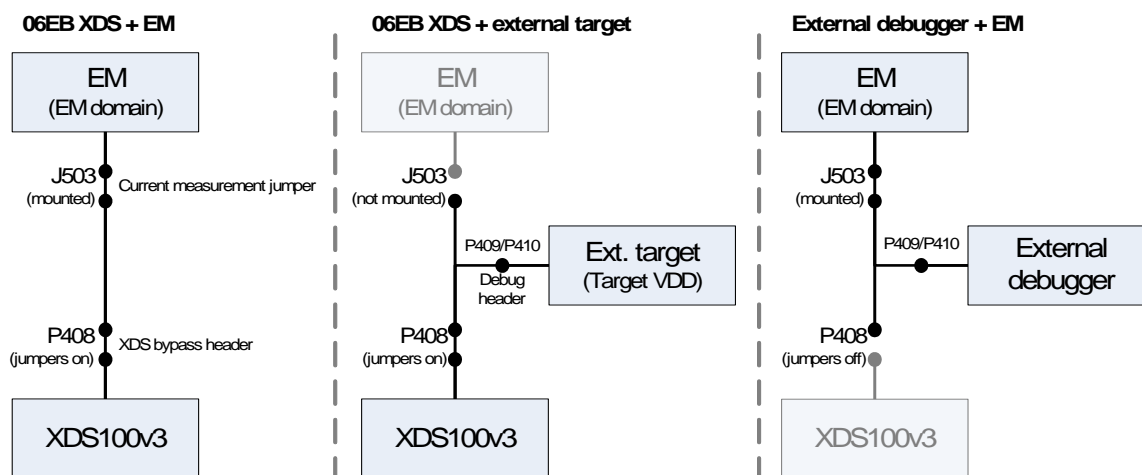 06EB XDS + EM
EM
(EM domain)
J503
(mounted)
Current measurement jumper
P408
(jumpers on)
XDS bypass header
XDS100v3
06EB XDS + external target
EM
(EM domain)
J503
(not mounted)
P409/P410
Debug
header
Ext. target
(Target VDD)
P408
(jumpers on)
XDS100v3
External debugger + EM
EM
(EM domain)
J503
(mounted)
P409/P410
External
debugger
P408
(jumpers off)
XDS100v3